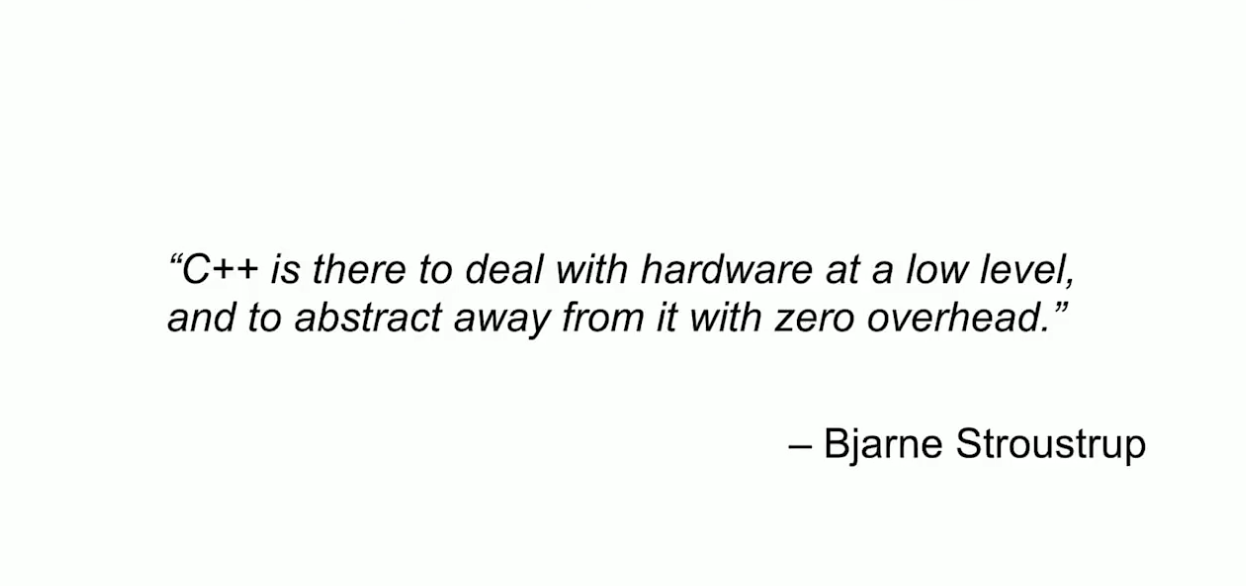 “C++ is there to deal with hardware at a low level,
and to abstract away from it with zero overhead.”
– Bjarne Stroustrup